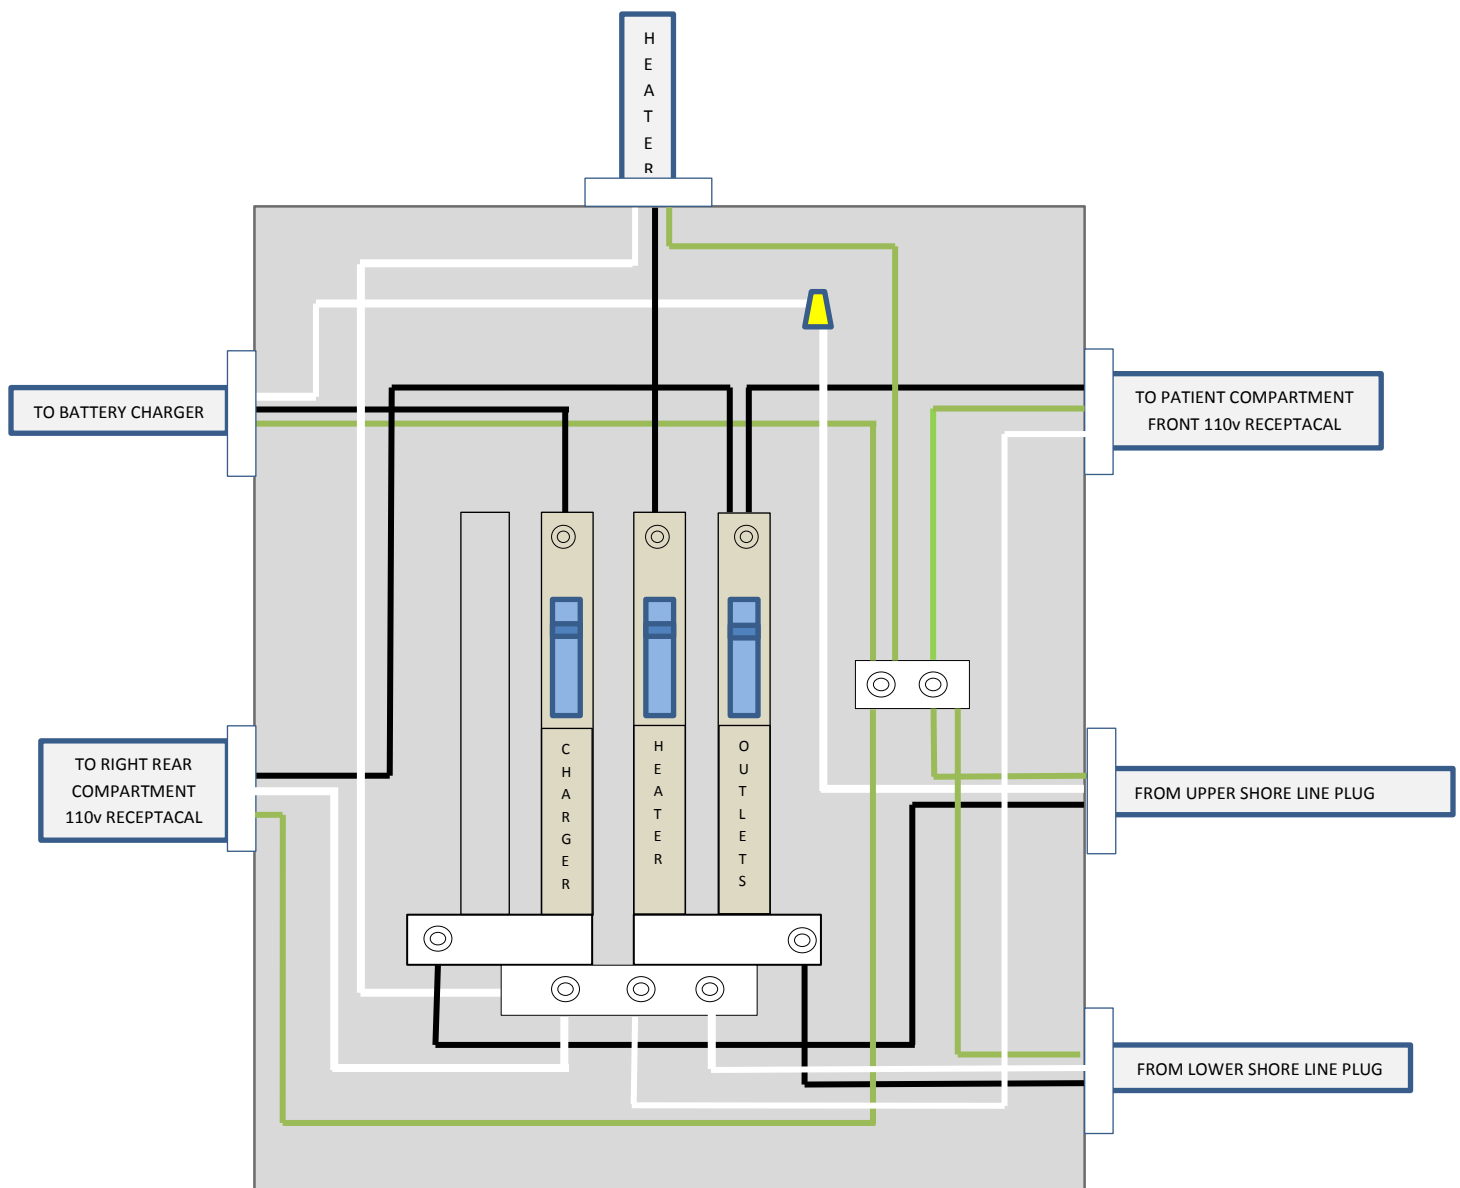 HEATER
TO BATTERY CHARGER
TO PATIENT COMPARTMENT
FRONT 110v RECEPTACAL
TO RIGHT REAR
COMPARTMENT
110v RECEPTACAL
CHARGER
HEATER
OUTLETS
FROM UPPER SHORE LINE PLUG
FROM LOWER SHORE LINE PLUG